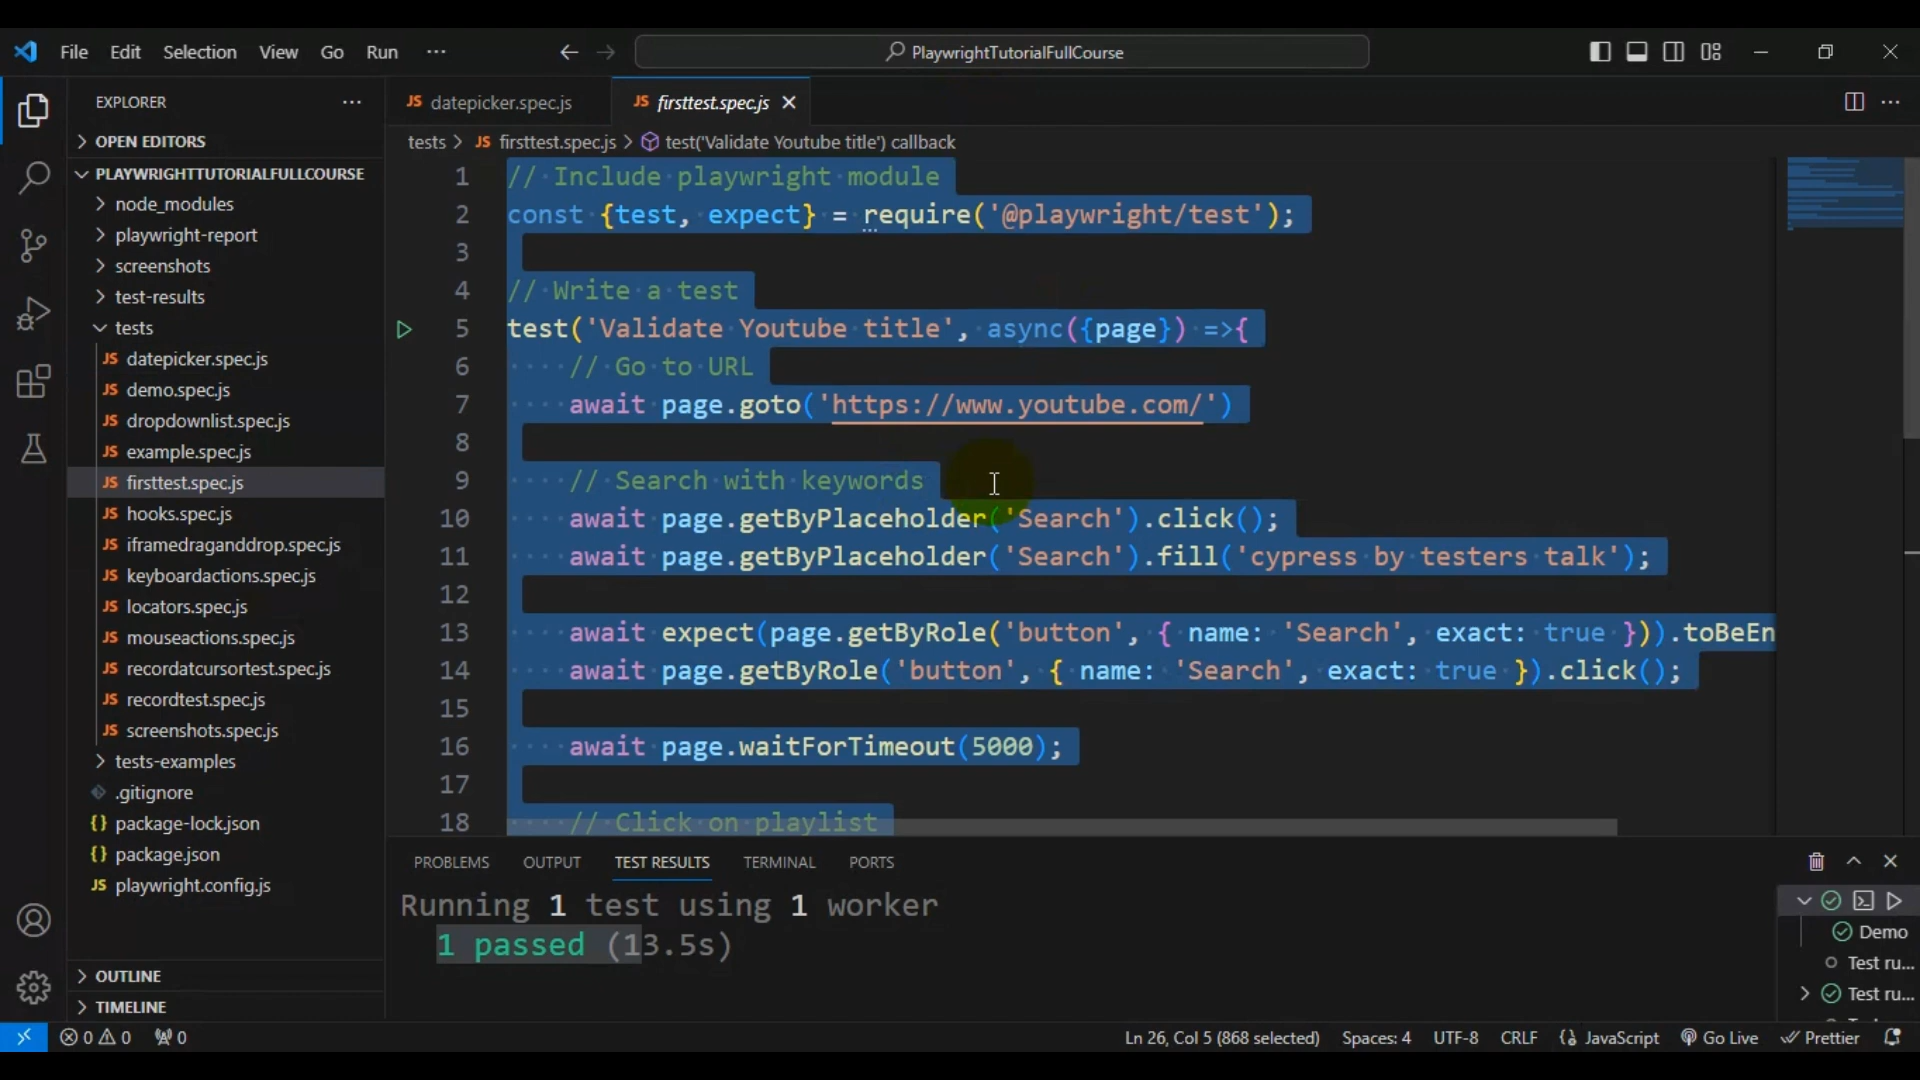 File Edit Selection View Go Run ··· PlaywrightTutorialFullCourse
EXPLORER ···
OPEN EDITORS
PLAYWRIGHTTUTORIALFULLCOURSE
node_modules
playwright-report
screenshots
test-results
tests
JS datepicker.spec.js
JS demo.spec.js
JS dropdownlist.spec.js
JS example.spec.js
JS firsttest.spec.js
JS hooks.spec.js
JS iframedraganddrop.spec.js
JS keyboardactions.spec.js
JS locators.spec.js
JS mouseactions.spec.js
JS recordatcursortest.spec.js
JS recordtest.spec.js
JS screenshots.spec.js
tests-examples
.gitignore
{} package-lock.json
{} package.json
JS playwright.config.js
OUTLINE
TIMELINE
JS datepicker.spec.js JS firsttest.spec.js
tests > JS firsttest.spec.js > test('Validate Youtube title') callback
1 // Include playwright module
2 const {test, expect} = require('@playwright/test');
3
4 // Write a test
5 test('Validate Youtube title', async({page}) =>{
6 // Go to URL
7 await page.goto('https://www.youtube.com/')
8
9 // Search with keywords
10 await page.getByPlaceholder('Search').click();
11 await page.getByPlaceholder('Search').fill('cypress by testers talk');
12
13 await expect(page.getByRole('button', { name: 'Search', exact: true })).toBeEn
14 await page.getByRole('button', { name: 'Search', exact: true }).click();
15
16 await page.waitForTimeout(5000);
17
18 // Click on playlist
PROBLEMS OUTPUT TEST RESULTS TERMINAL PORTS
Running 1 test using 1 worker
1 passed (13.5s)
Demo
Test ru...
Test ru...
0 0 0 Ln 26, Col 5 (868 selected) Spaces: 4 UTF-8 CRLF {} JavaScript Go Live Prettier